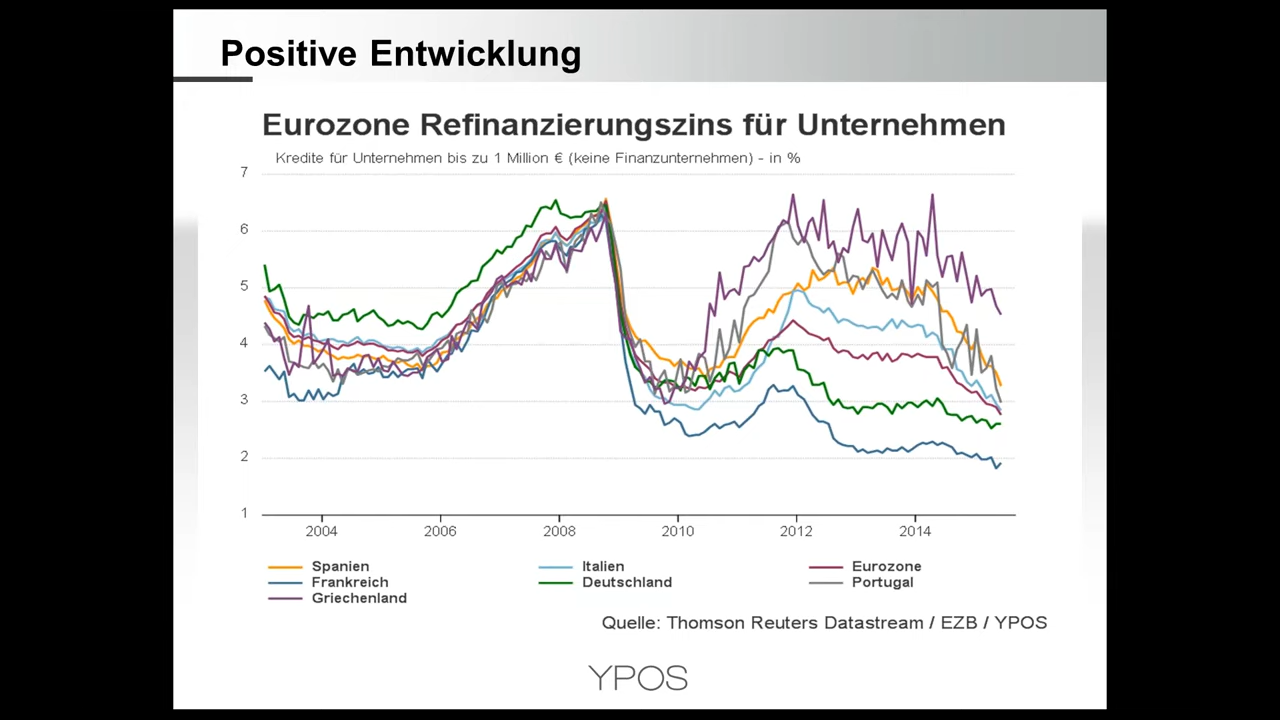 Positive Entwicklung
Eurozone Refinanzierungszins für Unternehmen
Kredite für Unternehmen bis zu 1 Million € (keine Finanzunternehmen) - in %
7
6
5
4
3
2
1
2004 2006 2008 2010 2012 2014
Spanien Italien Eurozone
Frankreich Deutschland Portugal
Griechenland
Quelle: Thomson Reuters Datastream / EZB / YPOS
YPOS